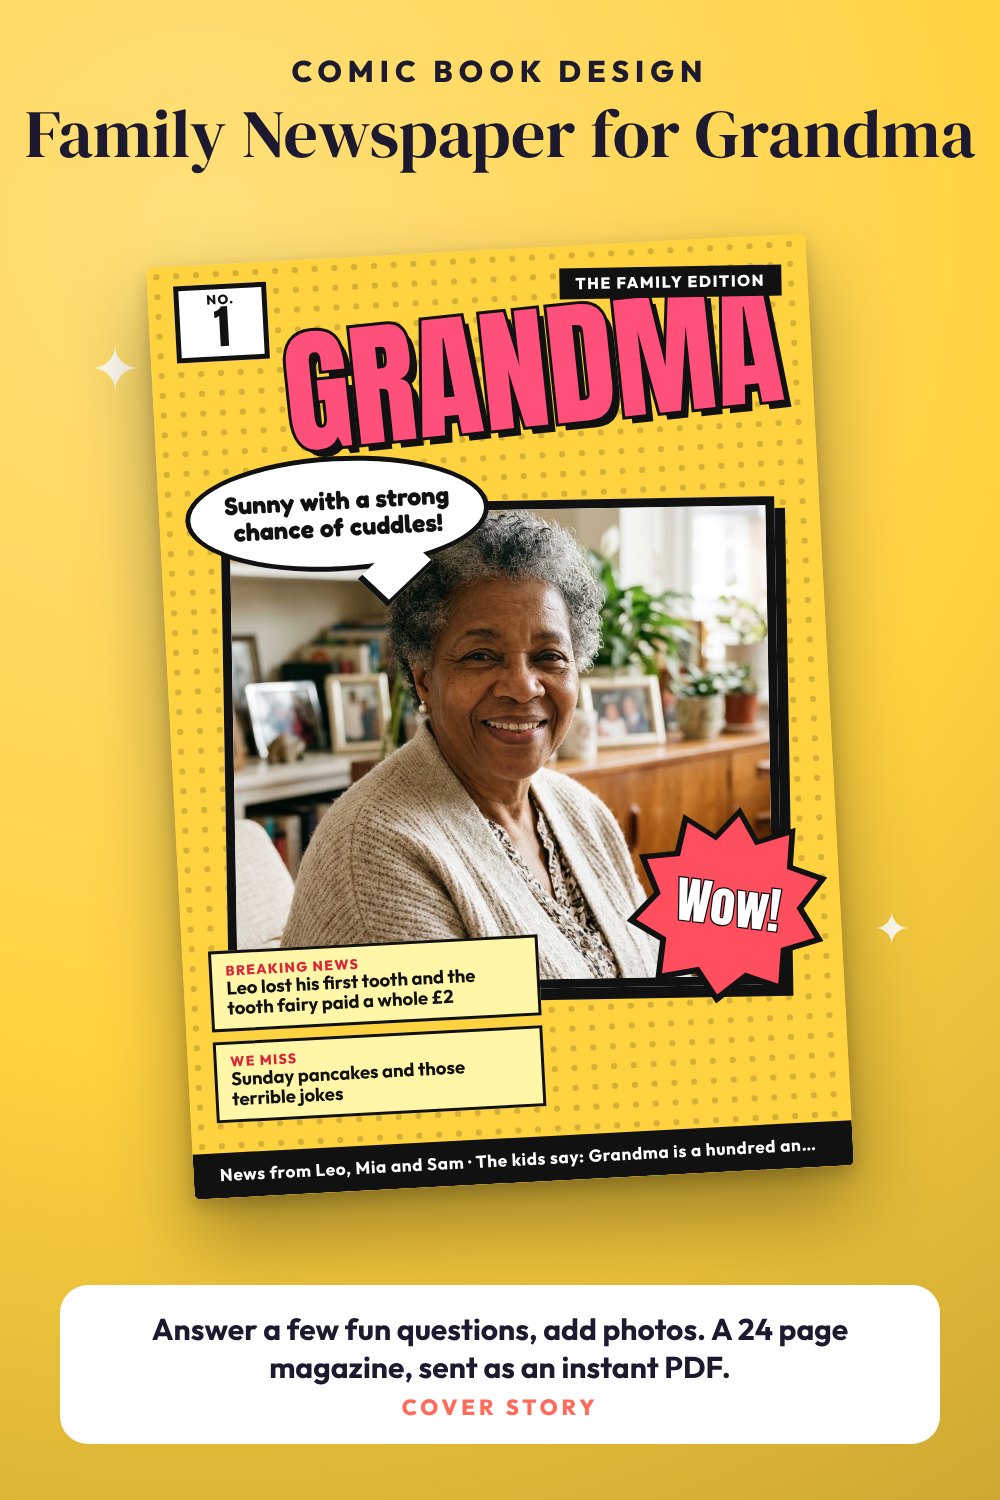 COMIC BOOK DESIGN
Family Newspaper for Grandma
NO.
1
THE FAMILY EDITION
GRANDMA
Sunny with a strong
chance of cuddles!
Wow!
BREAKING NEWS
Leo lost his first tooth and the
tooth fairy paid a whole £2
WE MISS
Sunday pancakes and those
terrible jokes
News from Leo, Mia and Sam · The kids say: Grandma is a hundred an...
Answer a few fun questions, add photos. A 24 page
magazine, sent as an instant PDF.
COVER STORY